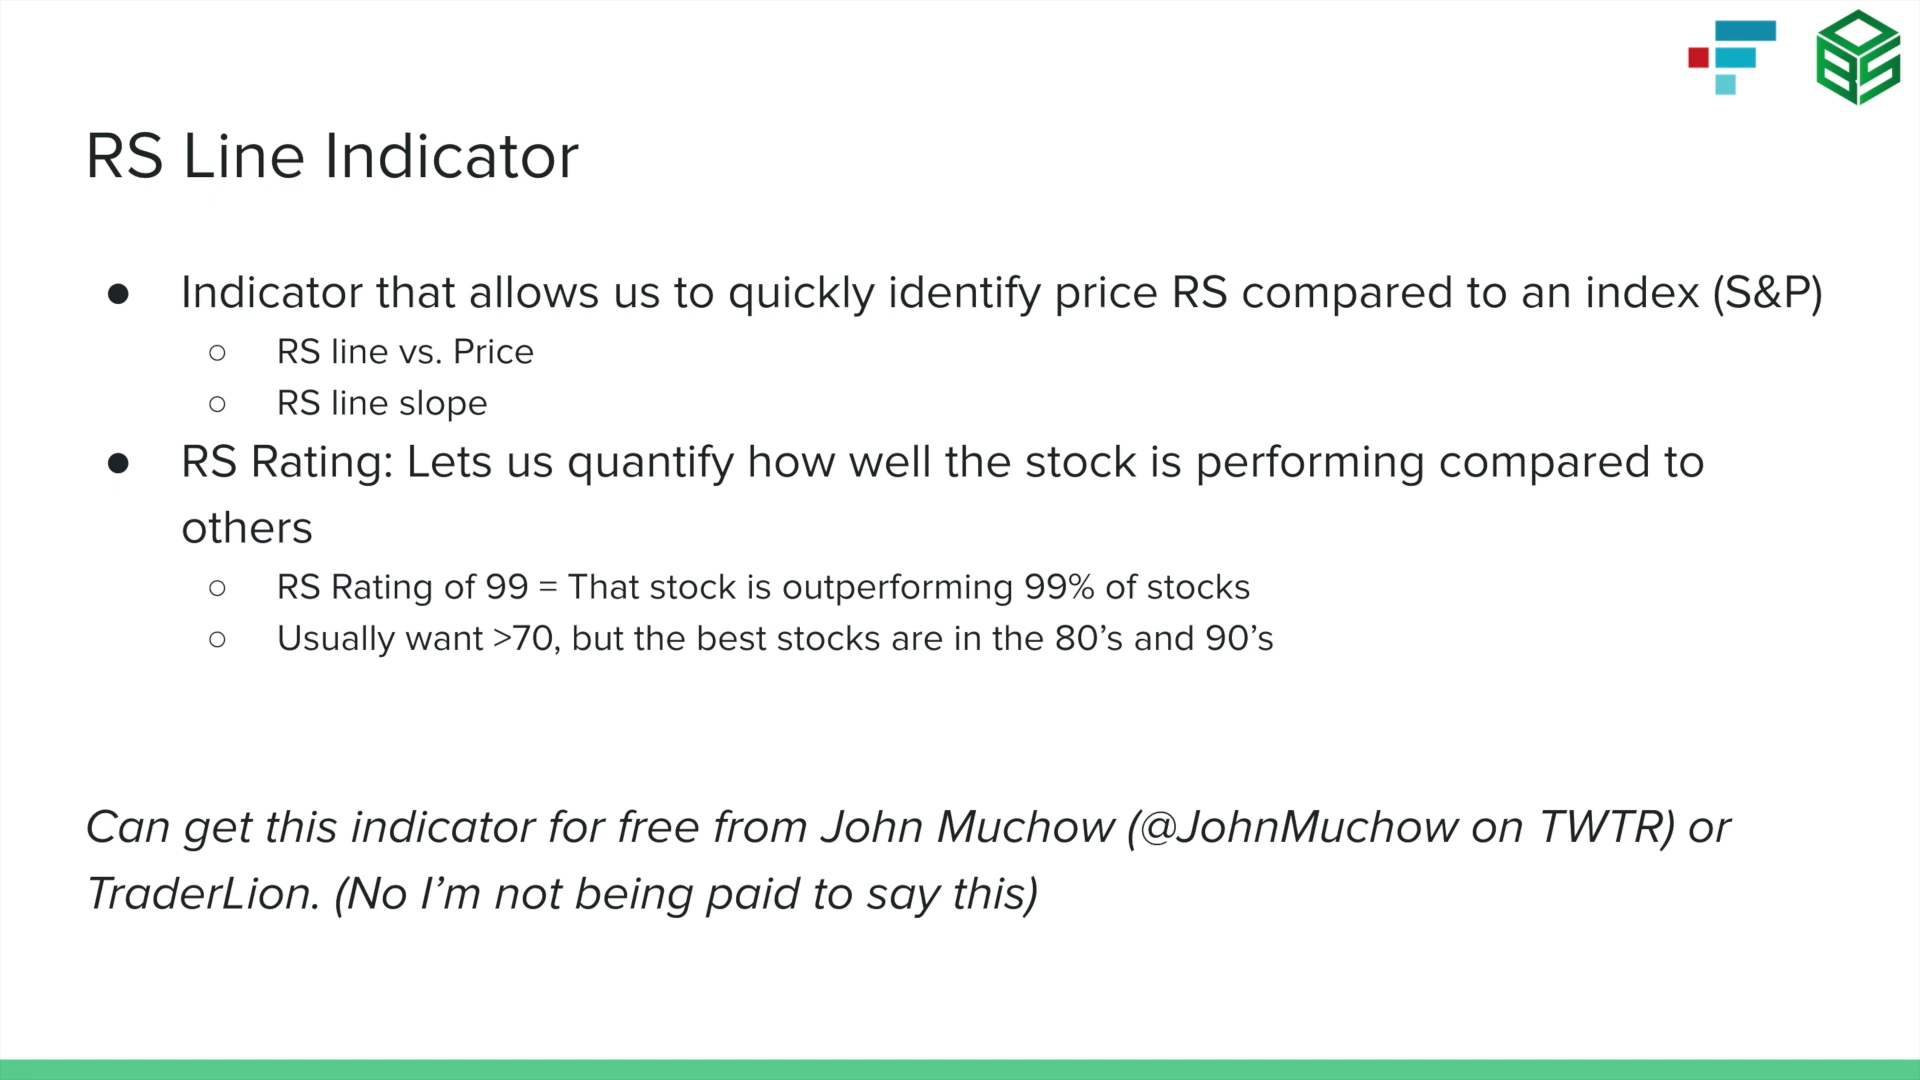 RS Line Indicator
● Indicator that allows us to quickly identify price RS compared to an index (S&P)
○ RS line vs. Price
○ RS line slope
● RS Rating: Lets us quantify how well the stock is performing compared to
others
○ RS Rating of 99 = That stock is outperforming 99% of stocks
○ Usually want >70, but the best stocks are in the 80’s and 90’s
Can get this indicator for free from John Muchow (@JohnMuchow on TWTR) or
TraderLion. (No I’m not being paid to say this)